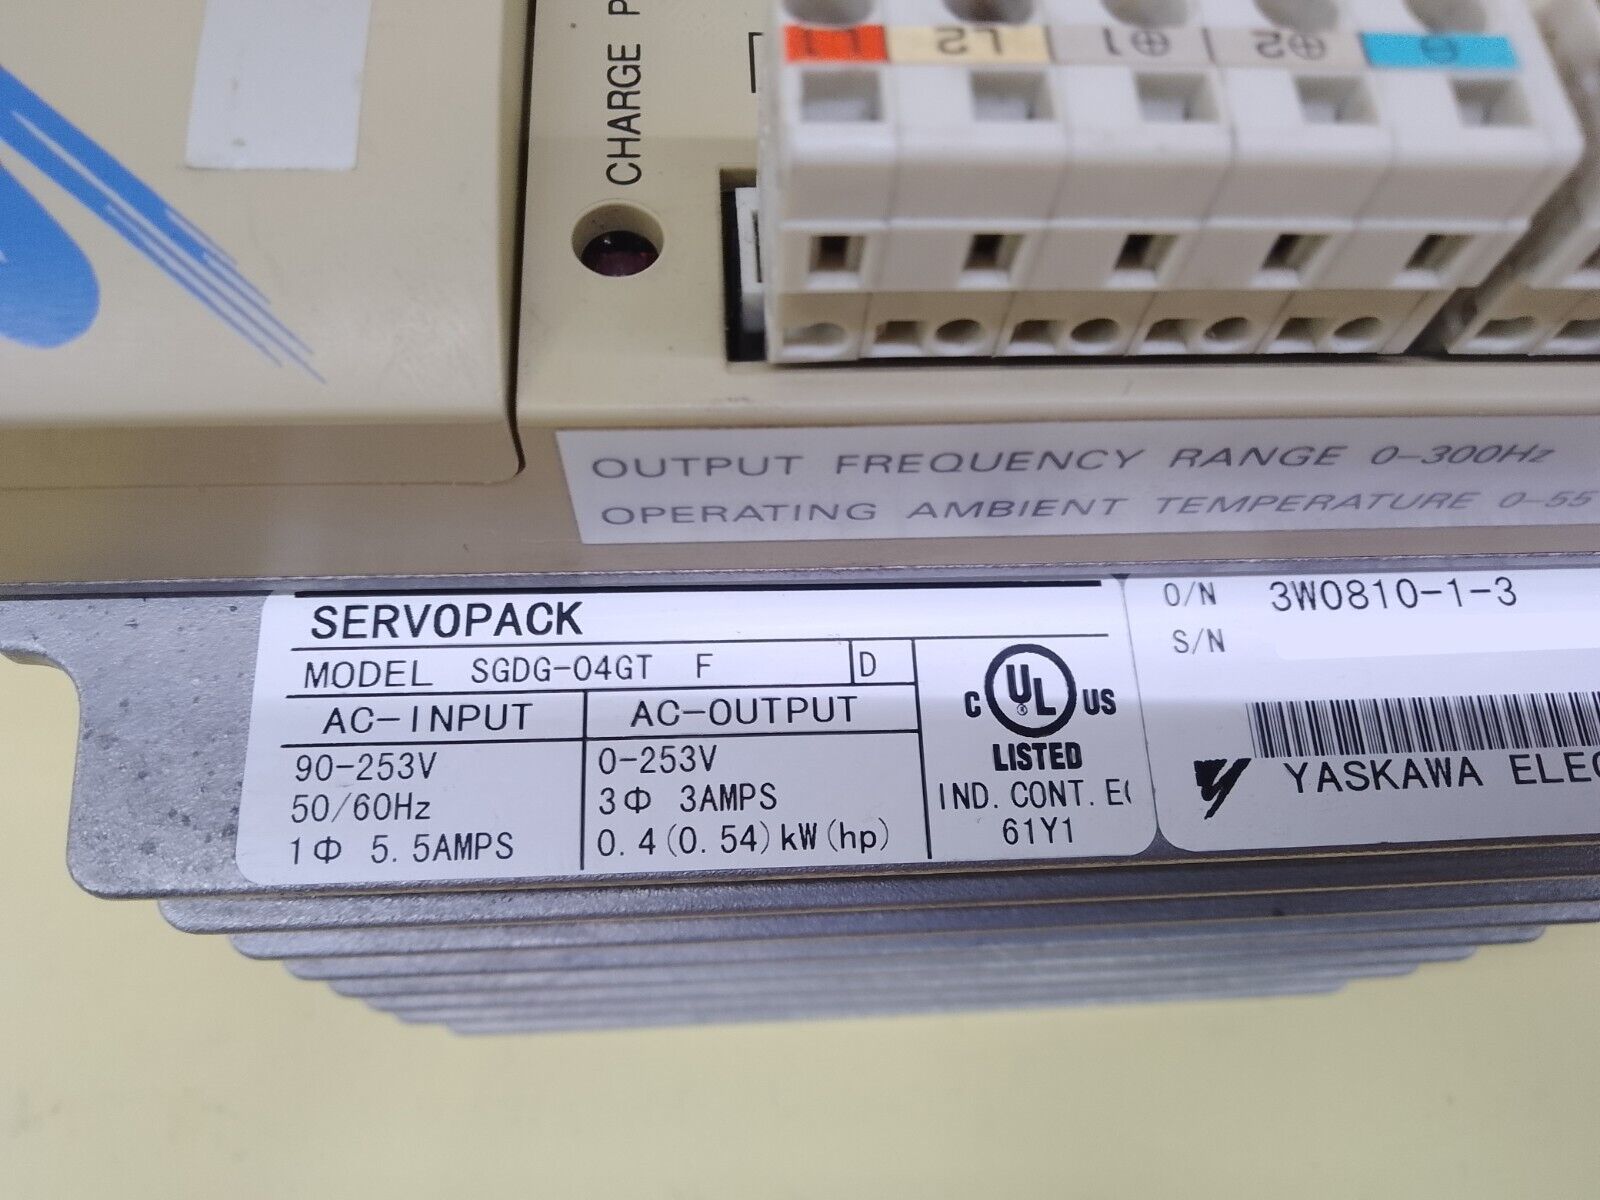 CHARGE P
L1 L2 ⊕1 ⊕2 ⊖
OUTPUT FREQUENCY RANGE 0-300Hz
OPERATING AMBIENT TEMPERATURE 0-55
SERVOPACK
MODEL SGDG-04GT F D
AC-INPUT AC-OUTPUT
90-253V 0-253V
50/60Hz 3Φ 3AMPS
1Φ 5.5AMPS 0.4(0.54)kW(hp)
C UL ® US
LISTED
IND. CONT. E
61Y1
O/N 3W0810-1-3
S/N
YASKAWA ELEC